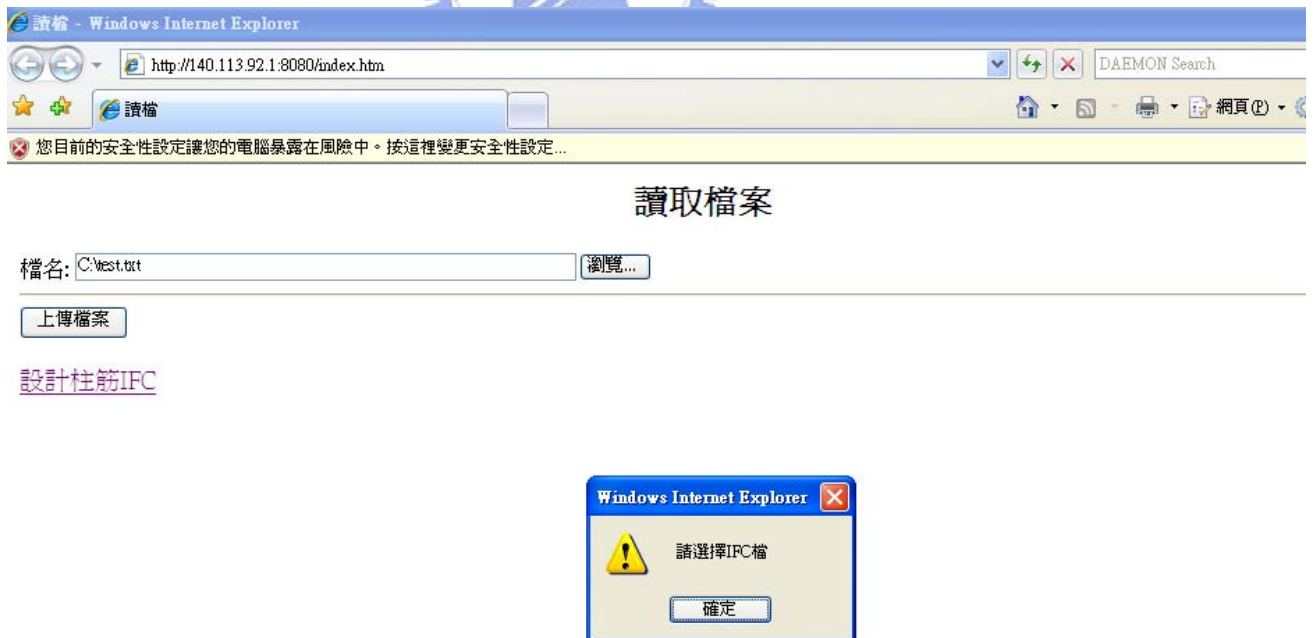 讀檔 - Windows Internet Explorer
http://140.113.92.1:8080/index.htm
DAEMON Search
讀檔
網頁(P)
您目前的安全性設定讓您的電腦暴露在風險中。按這裡變更安全性設定...
讀取檔案
檔名: C:\test.txt 瀏覽...
上傳檔案
設計柱筋IFC
Windows Internet Explorer
請選擇IFC檔
確定